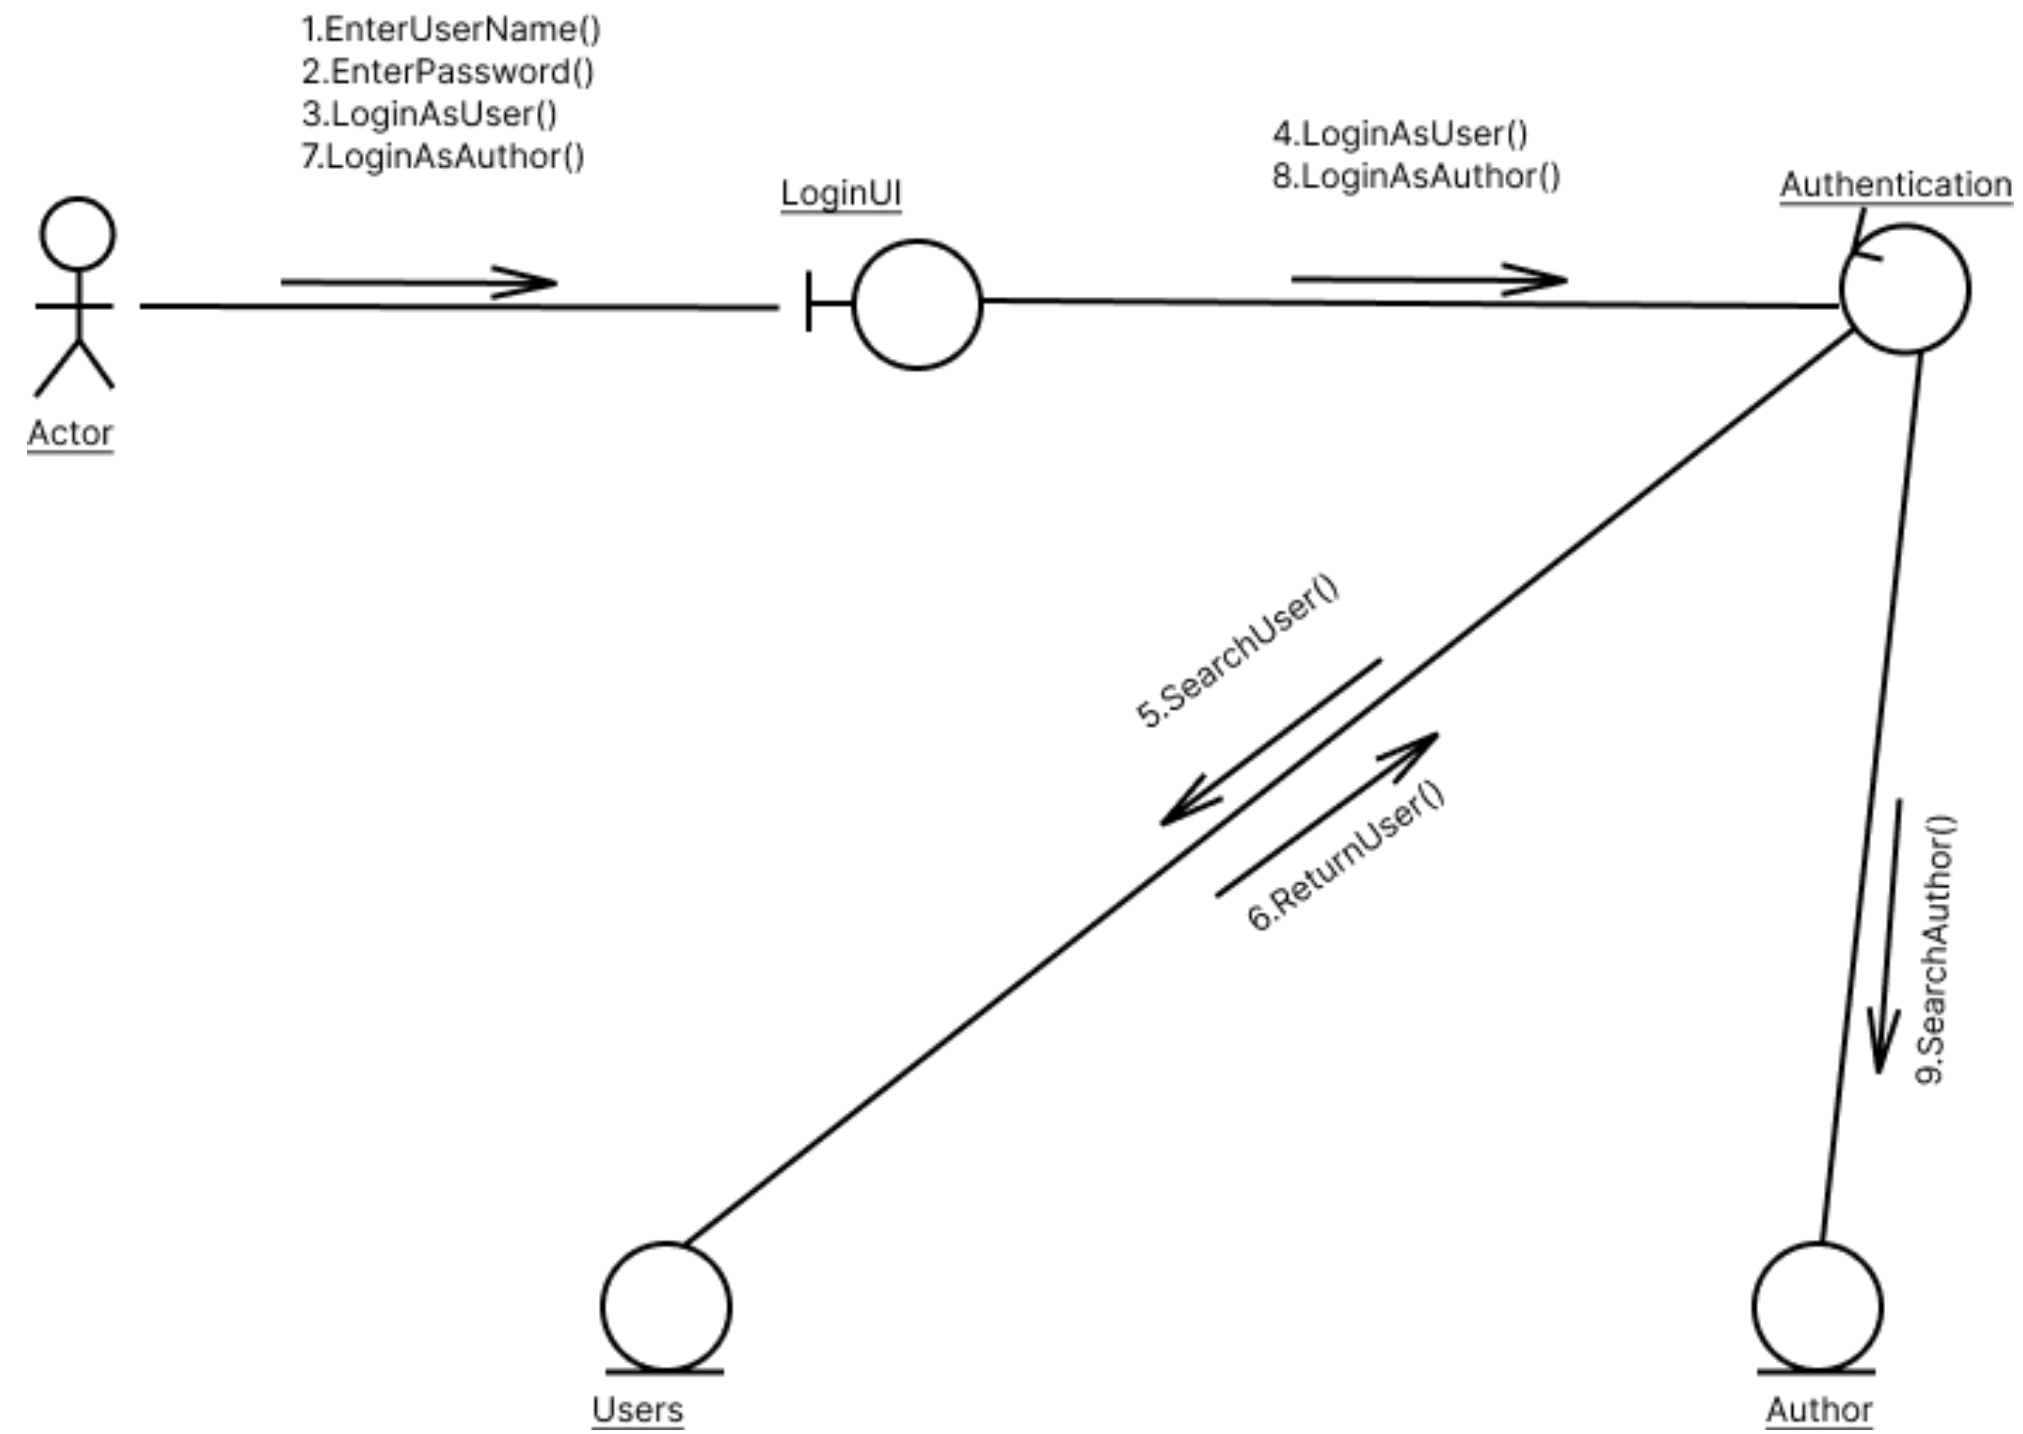 1.EnterUserName()
2.EnterPassword()
3.LoginAsUser()
7.LoginAsAuthor()
4.LoginAsUser()
8.LoginAsAuthor()
LoginUI
Authentication
Actor
5.SearchUser()
6.ReturnUser()
9.SearchAuthor()
Users
Author